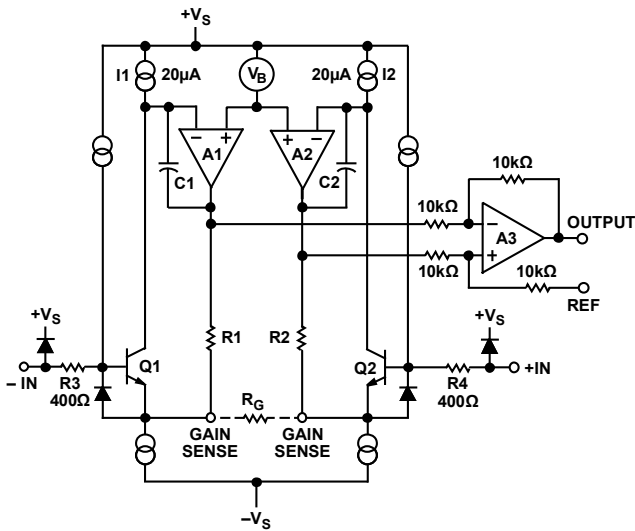 +VS
I1 20µA VB 20µA I2
− + + −
A1 A2
C1 C2
10kΩ
10kΩ − A3 OUTPUT
10kΩ + 10kΩ
REF
+VS R1 R2 +VS
− IN R3 Q1 Q2 R4 +IN
400Ω RG 400Ω
GAIN SENSE GAIN SENSE
−VS